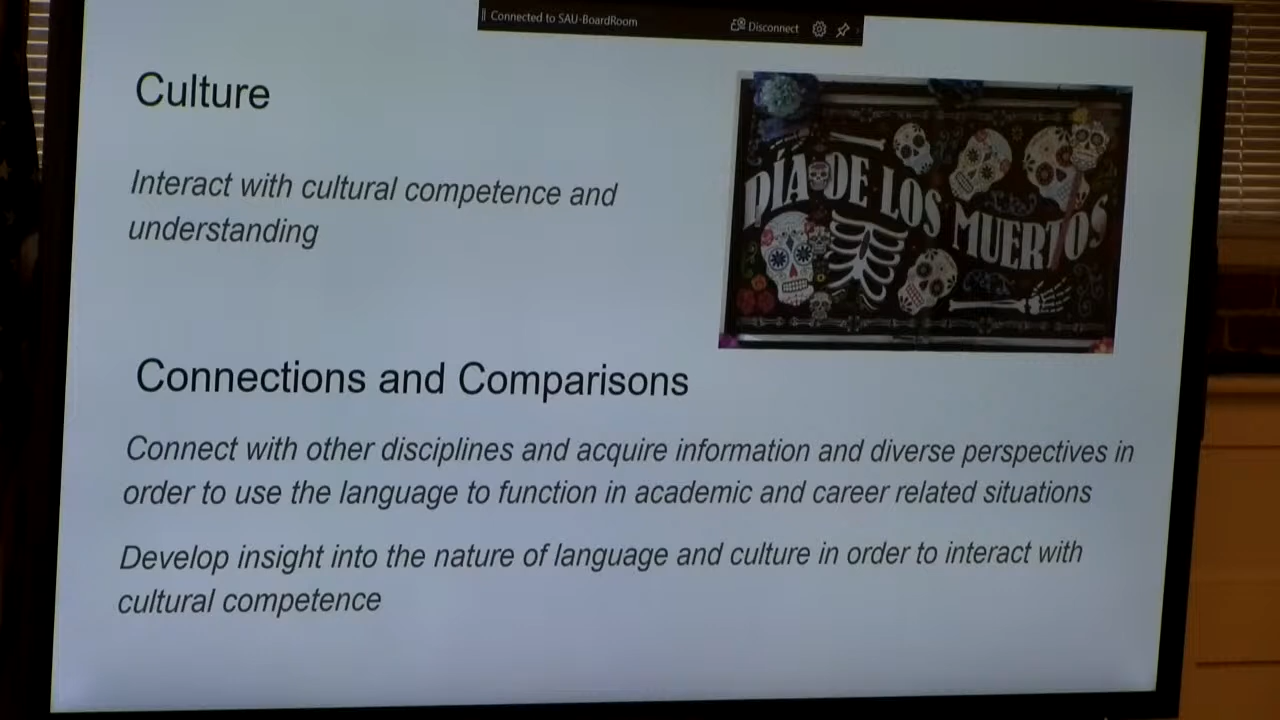 Connected to SAU-BoardRoom
Disconnect
Culture
Interact with cultural competence and
understanding
DÍA DE LOS MUERTOS
Connections and Comparisons
Connect with other disciplines and acquire information and diverse perspectives in
order to use the language to function in academic and career related situations
Develop insight into the nature of language and culture in order to interact with
cultural competence